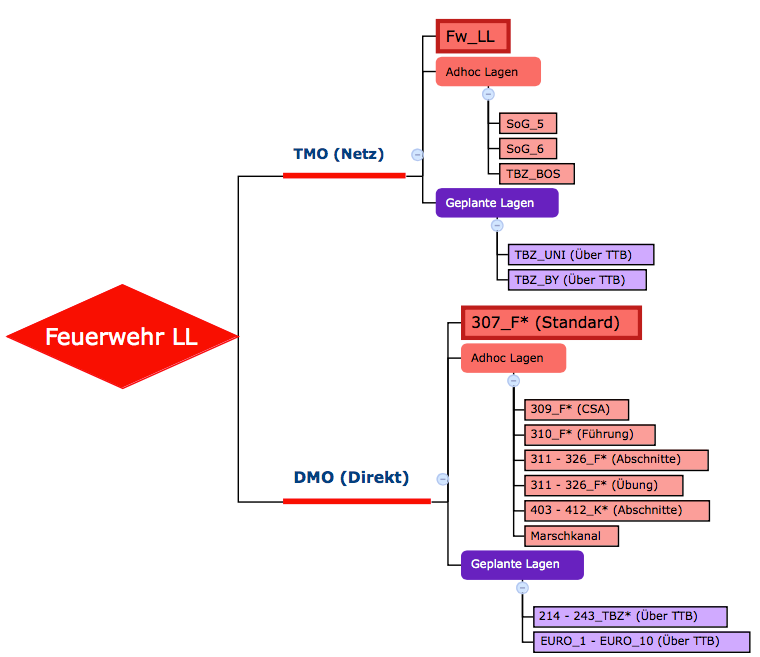 Feuerwehr LL
TMO (Netz)
Fw_LL
Adhoc Lagen
SoG_5
SoG_6
TBZ_BOS
Geplante Lagen
TBZ_UNI (Über TTB)
TBZ_BY (Über TTB)
DMO (Direkt)
307_F* (Standard)
Adhoc Lagen
309_F* (CSA)
310_F* (Führung)
311 - 326_F* (Abschnitte)
311 - 326_F* (Übung)
403 - 412_K* (Abschnitte)
Marschkanal
Geplante Lagen
214 - 243_TBZ* (Über TTB)
EURO_1 - EURO_10 (Über TTB)